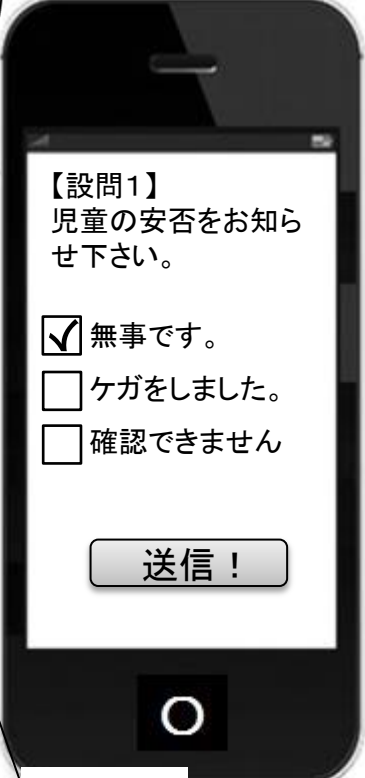 【設問1】
児童の安否をお知ら
せ下さい。
無事です。
ケガをしました。
確認できません
送信！